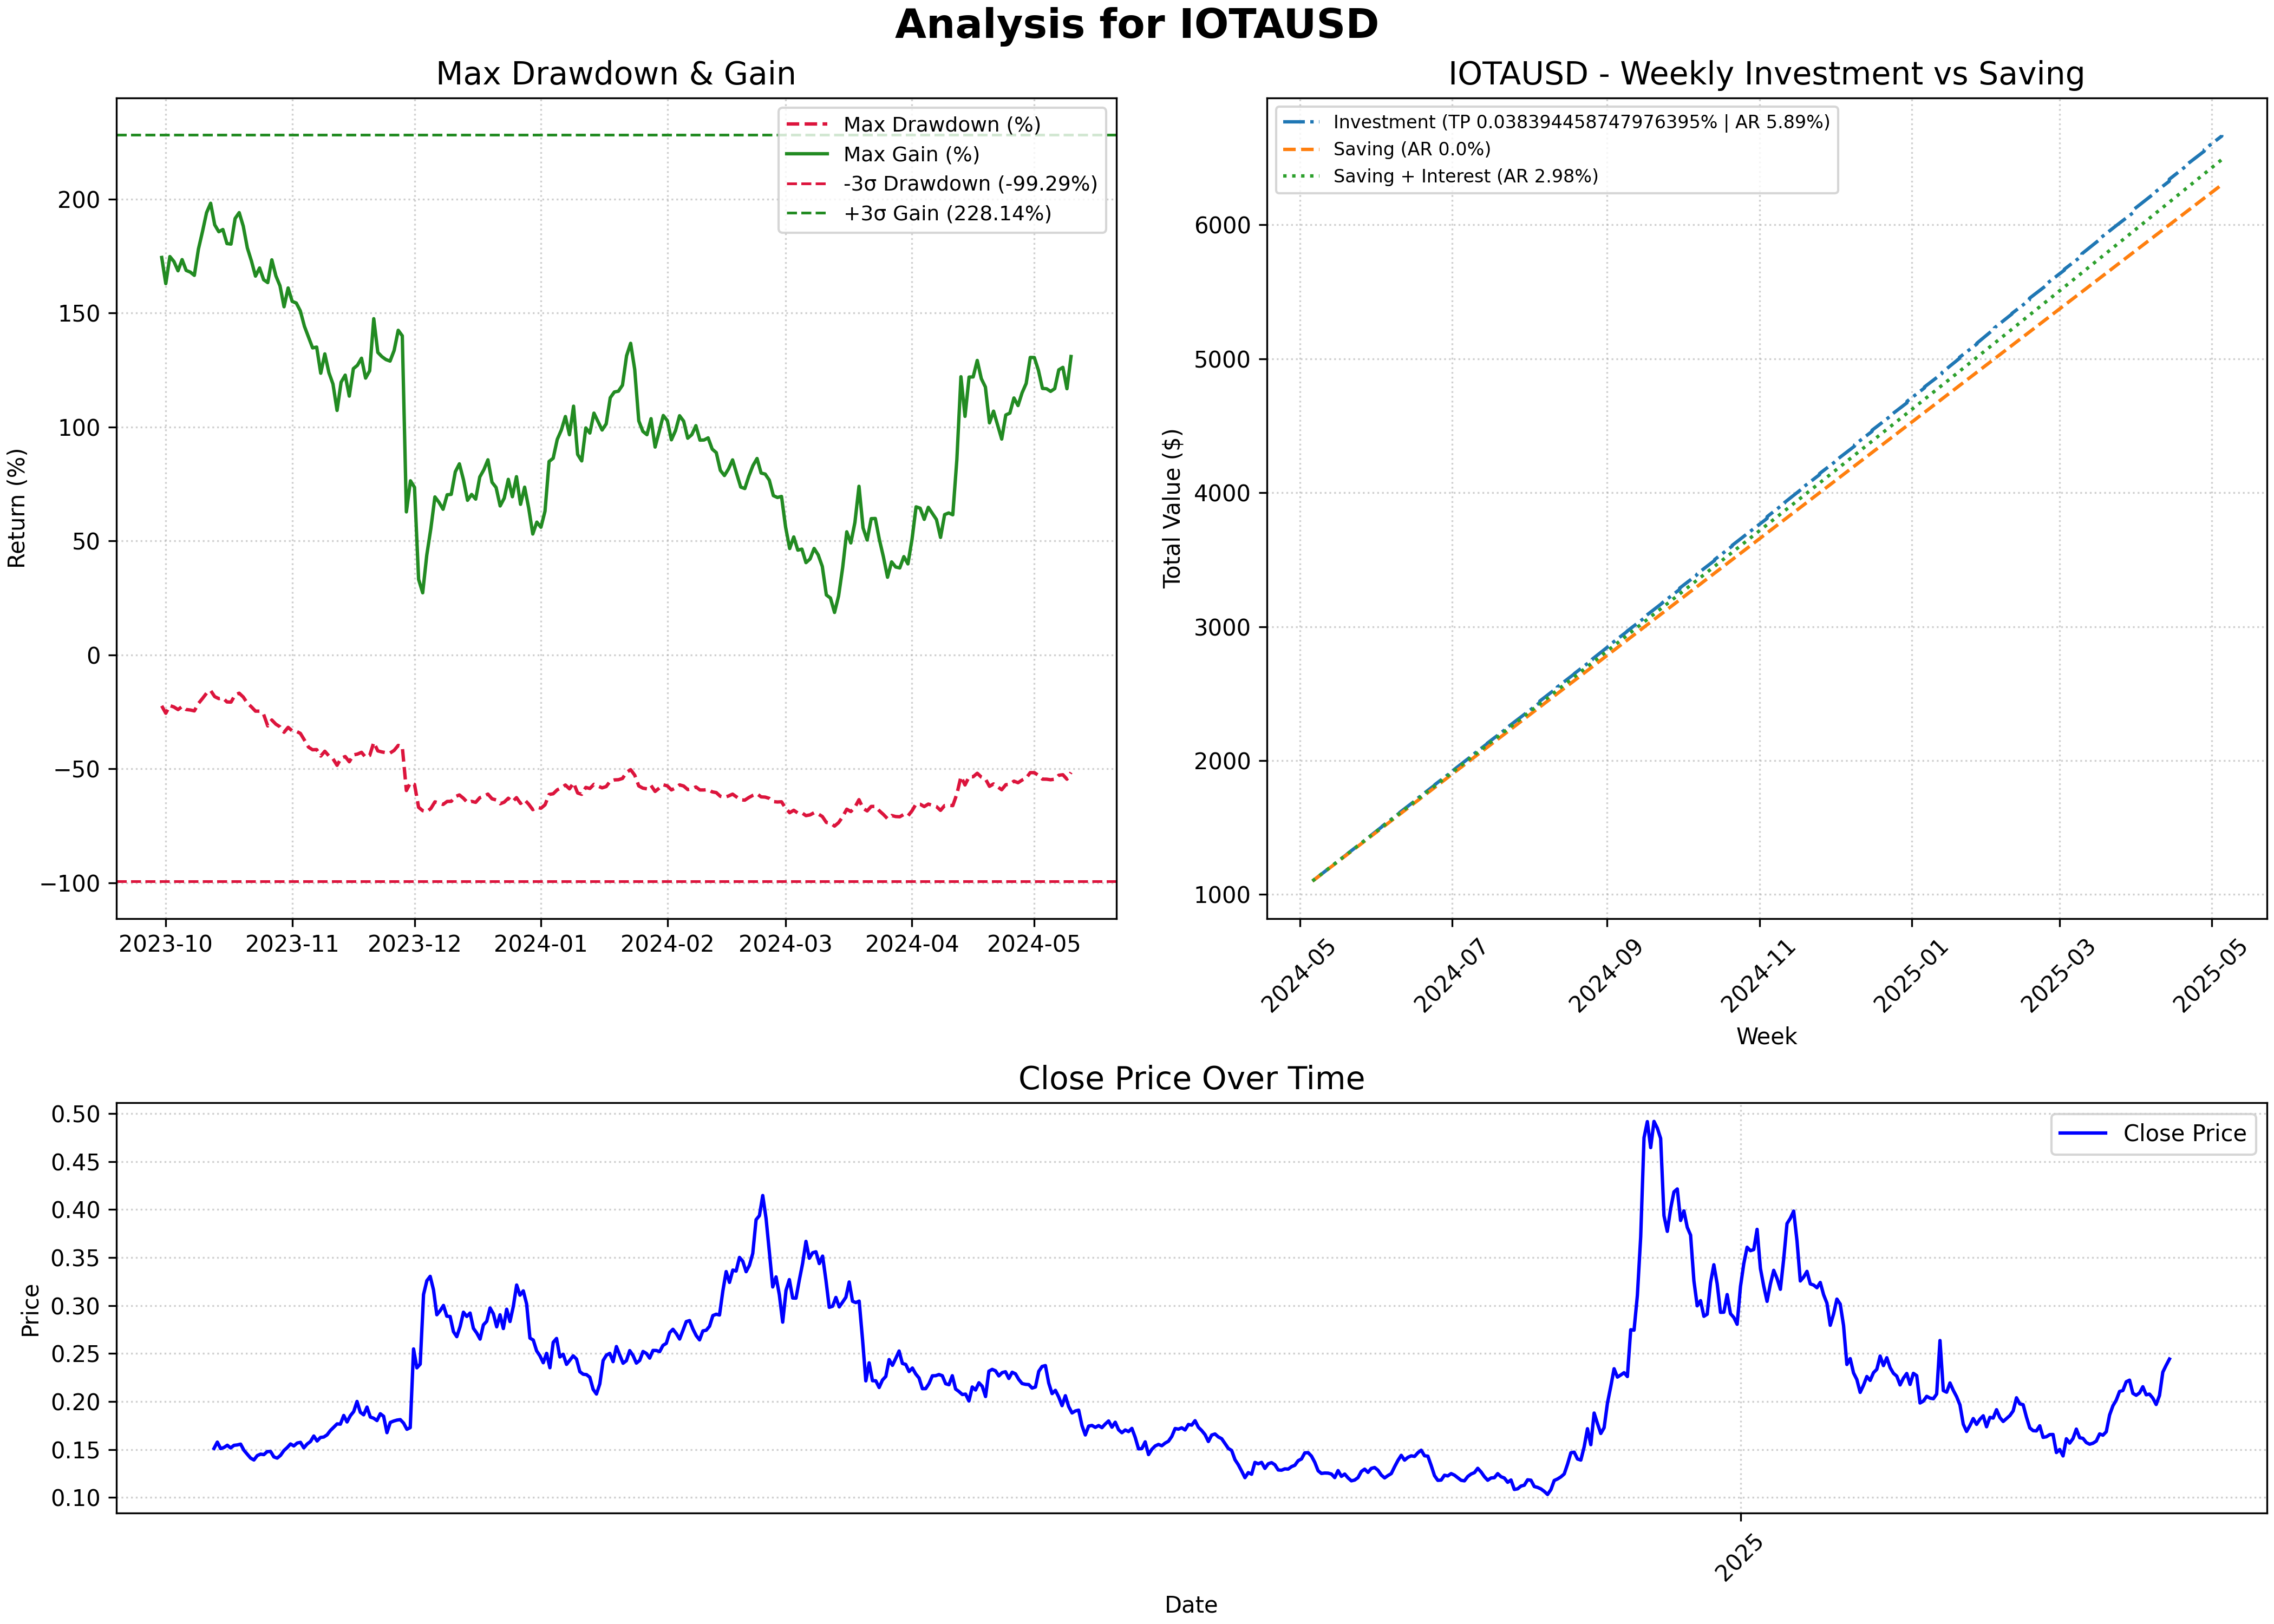 Analysis for IOTAUSD
Max Drawdown & Gain
Return (%)
200
150
100
50
0
−50
−100
2023-10
2023-11
2023-12
2024-01
2024-02
2024-03
2024-04
2024-05
Max Drawdown (%)
Max Gain (%)
-3σ Drawdown (-99.29%)
+3σ Gain (228.14%)
IOTAUSD - Weekly Investment vs Saving
Investment (TP 0.038394458747976395% | AR 5.89%)
Saving (AR 0.0%)
Saving + Interest (AR 2.98%)
Total Value ($)
6000
5000
4000
3000
2000
1000
2024-05
2024-07
2024-09
2024-11
2025-01
2025-03
2025-05
Week
Close Price Over Time
Close Price
Price
0.50
0.45
0.40
0.35
0.30
0.25
0.20
0.15
0.10
2025
Date